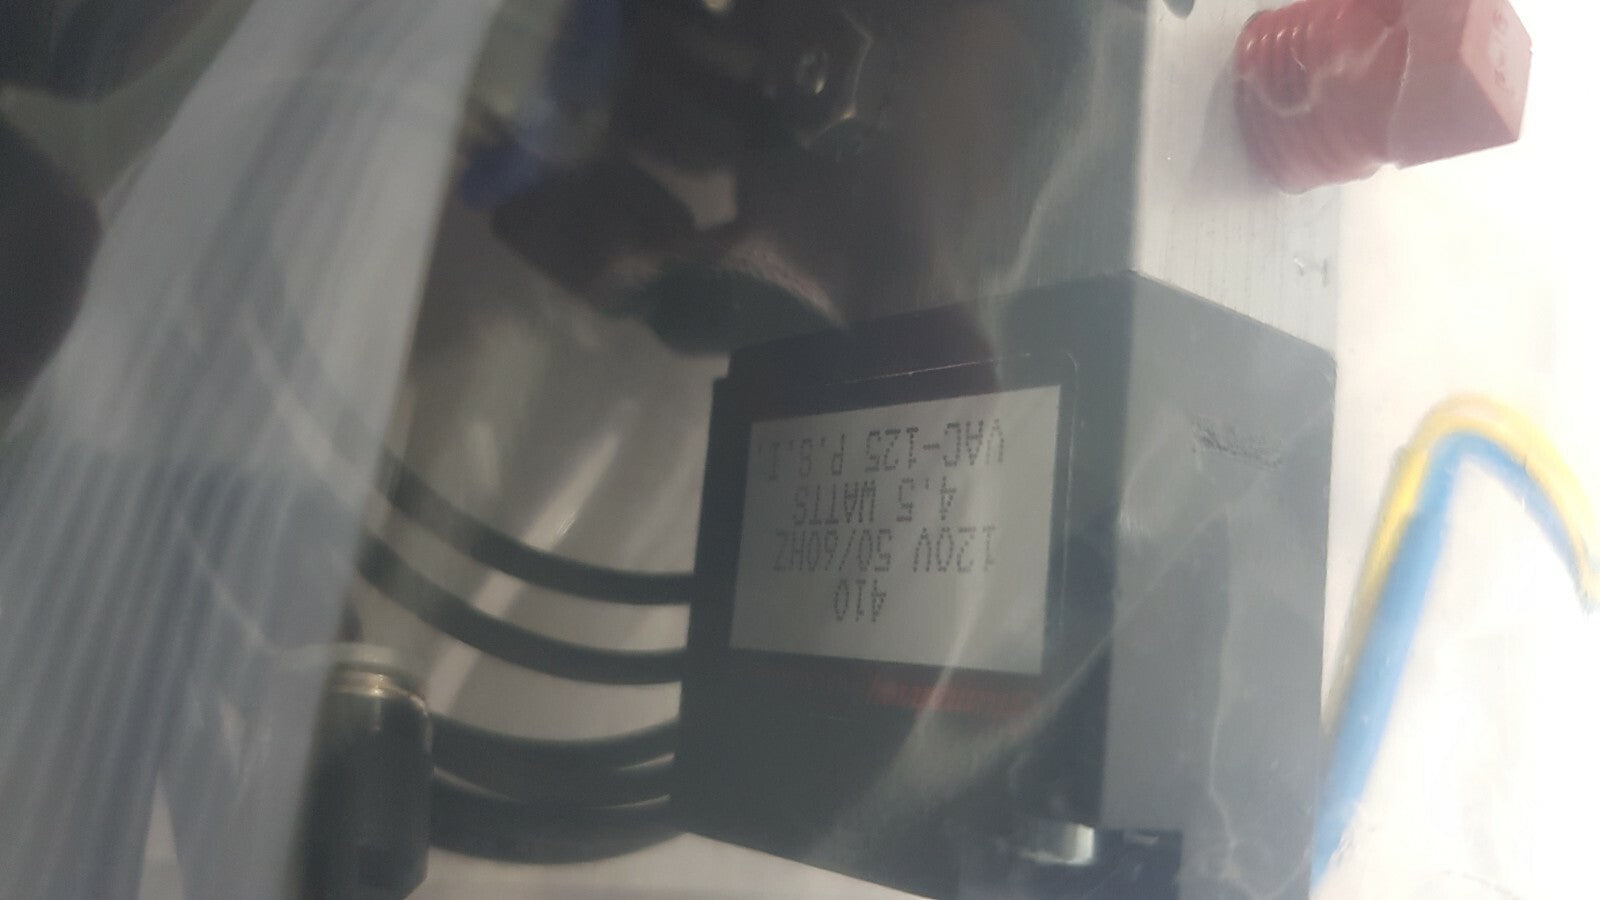 410
120V 50/60HZ
4.5 WATTS
VAC-125 P.S.I.